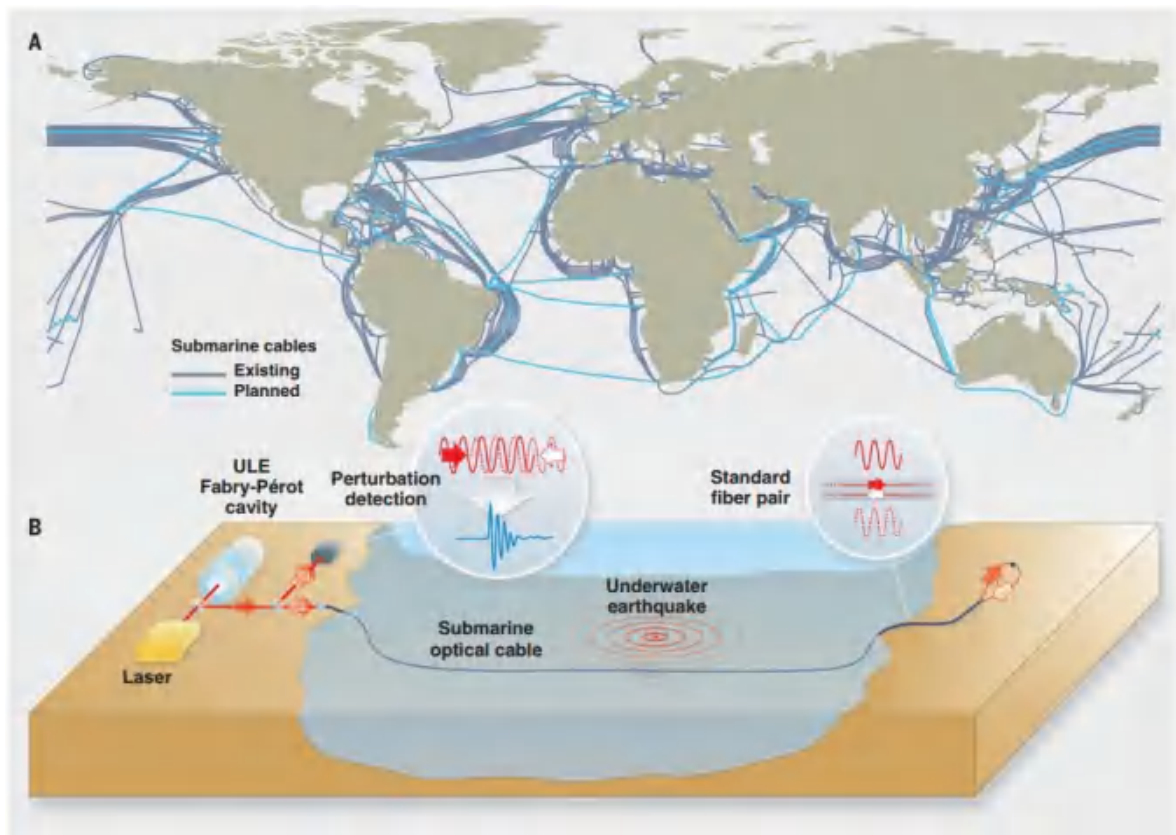 A
Submarine cables
Existing
Planned
ULE
Fabry-Pérot
cavity
Perturbation
detection
Standard
fiber pair
B
Underwater
earthquake
Submarine
optical cable
Laser